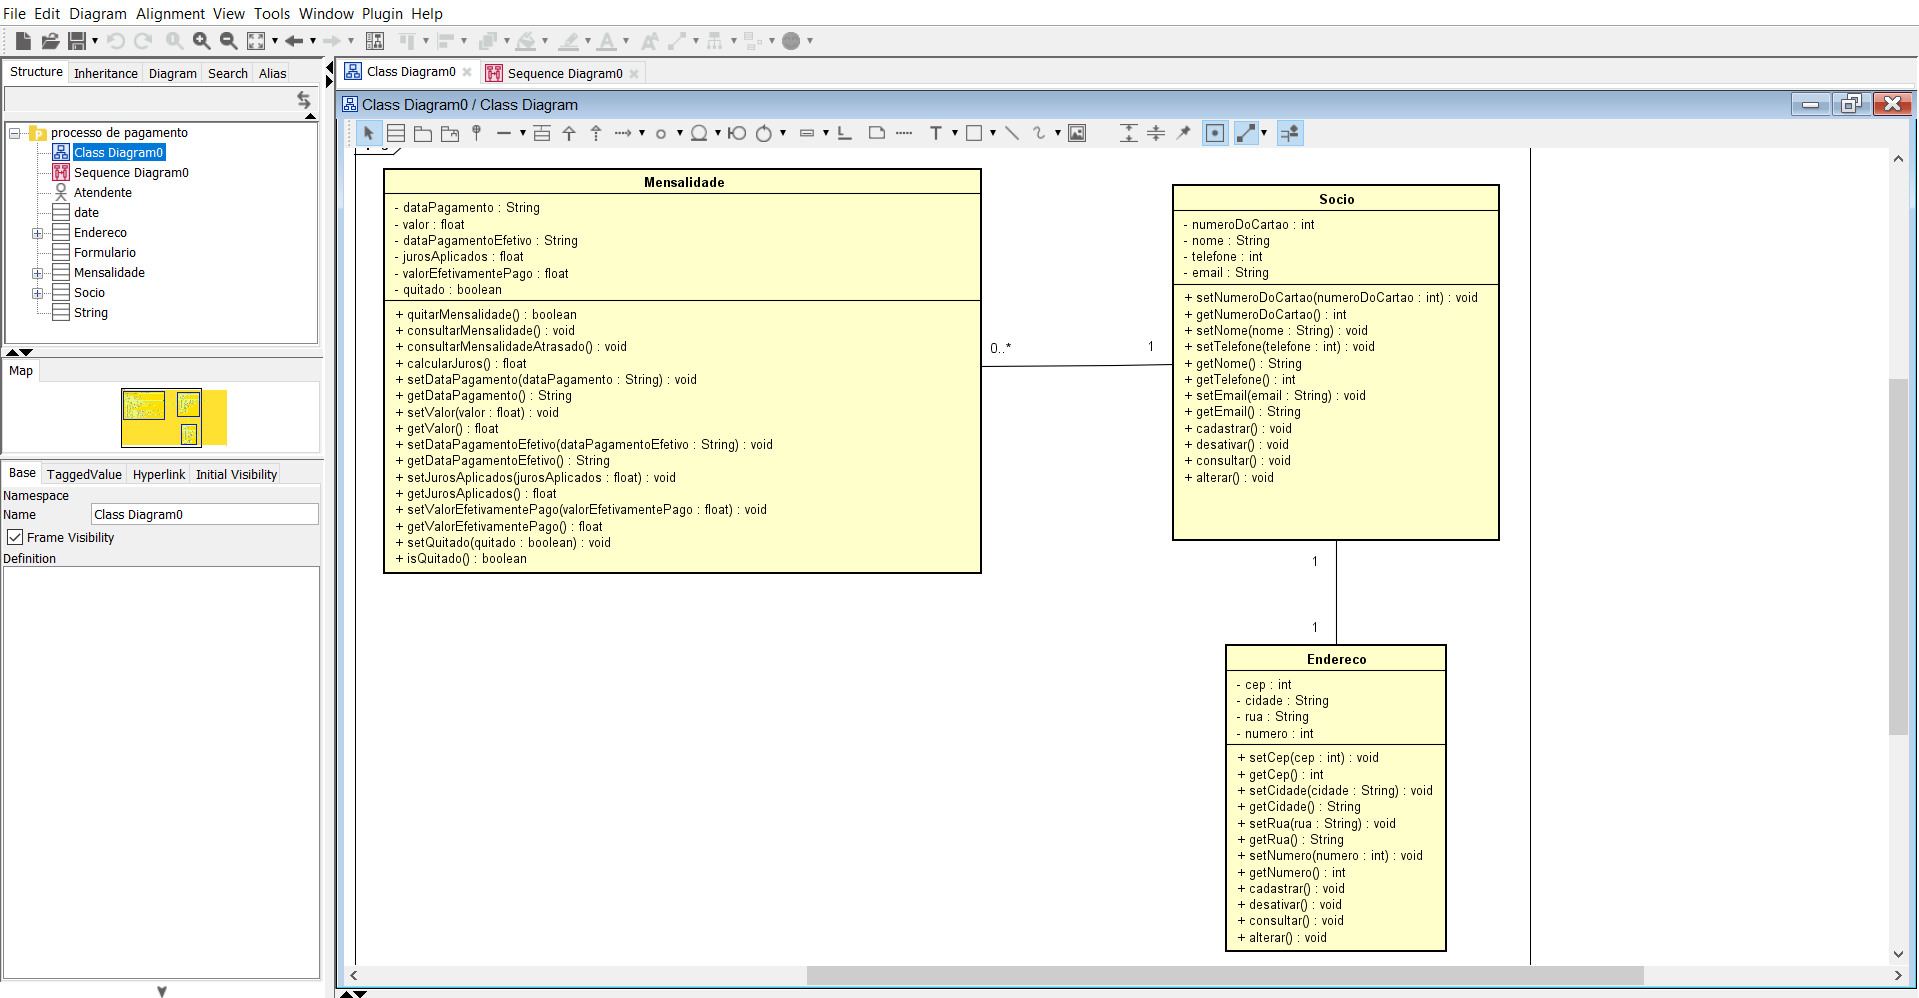 File Edit Diagram Alignment View Tools Window Plugin Help
Structure Inheritance Diagram Search Alias
processo de pagamento
Class Diagram0
Sequence Diagram0
Atendente
date
Endereco
Formulario
Mensalidade
Socio
String
Map
Base TaggedValue Hyperlink Initial Visibility
Namespace
Name Class Diagram0
Frame Visibility
Definition
Class Diagram0 Sequence Diagram0
Class Diagram0 / Class Diagram
Mensalidade
- dataPagamento : String
- valor : float
- dataPagamentoEfetivo : String
- jurosAplicados : float
- valorEfetivamentePago : float
- quitado : boolean
+ quitarMensalidade() : boolean
+ consultarMensalidade() : void
+ consultarMensalidadeAtrasado() : void
+ calcularJuros() : float
+ setDataPagamento(dataPagamento : String) : void
+ getDataPagamento() : String
+ setValor(valor : float) : void
+ getValor() : float
+ setDataPagamentoEfetivo(dataPagamentoEfetivo : String) : void
+ getDataPagamentoEfetivo() : String
+ setJurosAplicados(jurosAplicados : float) : void
+ getJurosAplicados() : float
+ setValorEfetivamentePago(valorEfetivamentePago : float) : void
+ getValorEfetivamentePago() : float
+ setQuitado(quitado : boolean) : void
+ isQuitado() : boolean
0..* 1
Socio
- numeroDoCartao : int
- nome : String
- telefone : int
- email : String
+ setNumeroDoCartao(numeroDoCartao : int) : void
+ getNumeroDoCartao() : int
+ setNome(nome : String) : void
+ setTelefone(telefone : int) : void
+ getNome() : String
+ getTelefone() : int
+ setEmail(email : String) : void
+ getEmail() : String
+ cadastrar() : void
+ desativar() : void
+ consultar() : void
+ alterar() : void
1
1
Endereco
- cep : int
- cidade : String
- rua : String
- numero : int
+ setCep(cep : int) : void
+ getCep() : int
+ setCidade(cidade : String) : void
+ getCidade() : String
+ setRua(rua : String) : void
+ getRua() : String
+ setNumero(numero : int) : void
+ getNumero() : int
+ cadastrar() : void
+ desativar() : void
+ consultar() : void
+ alterar() : void